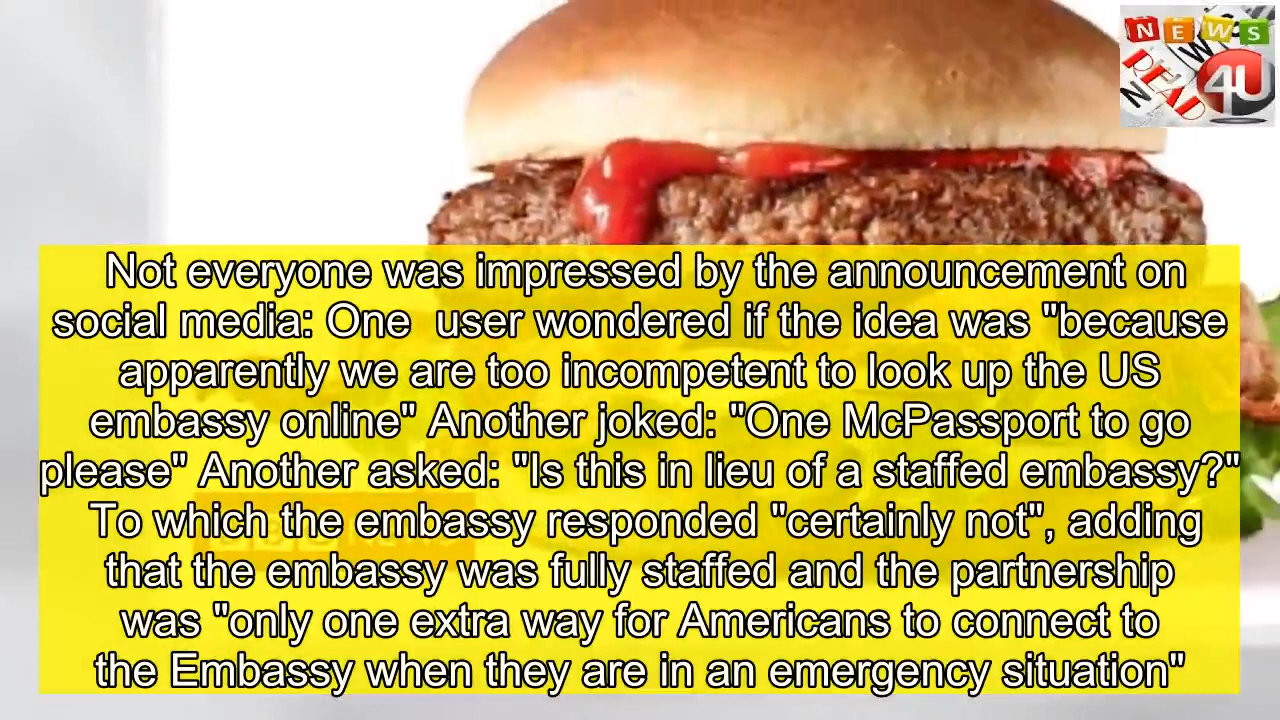 NEWS
READ
4U
Not everyone was impressed by the announcement on
social media: One  user wondered if the idea was "because
apparently we are too incompetent to look up the US
embassy online" Another joked: "One McPassport to go
please" Another asked: "Is this in lieu of a staffed embassy?"
To which the embassy responded "certainly not", adding
that the embassy was fully staffed and the partnership
was "only one extra way for Americans to connect to
the Embassy when they are in an emergency situation"